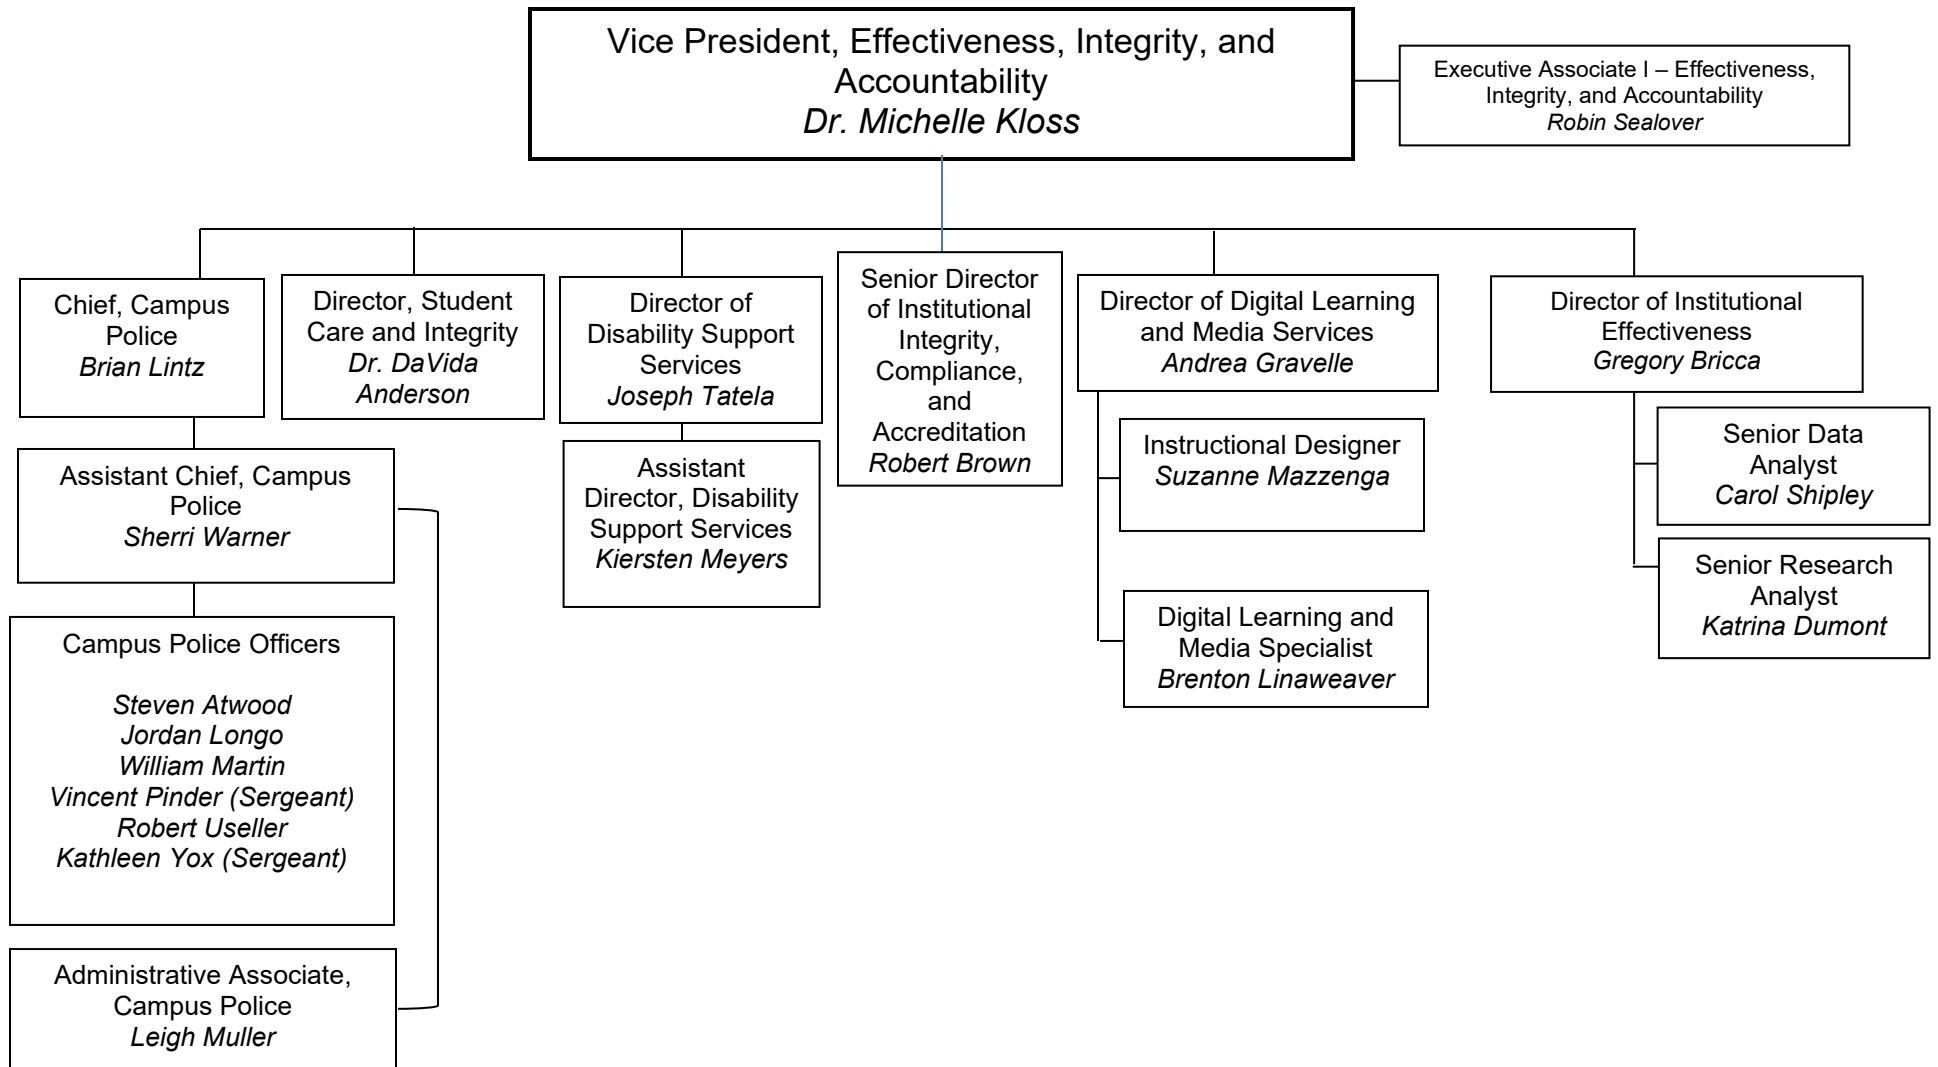 Vice President, Effectiveness, Integrity, and
Accountability
Dr. Michelle Kloss
Executive Associate I – Effectiveness,
Integrity, and Accountability
Robin Sealover
Chief, Campus
Police
Brian Lintz
Director, Student
Care and Integrity
Dr. DaVida
Anderson
Director of
Disability Support
Services
Joseph Tatela
Senior Director
of Institutional
Integrity,
Compliance,
and
Accreditation
Robert Brown
Director of Digital Learning
and Media Services
Andrea Gravelle
Director of Institutional
Effectiveness
Gregory Bricca
Assistant Chief, Campus
Police
Sherri Warner
Assistant
Director, Disability
Support Services
Kiersten Meyers
Instructional Designer
Suzanne Mazzenga
Senior Data
Analyst
Carol Shipley
Digital Learning and
Media Specialist
Brenton Linaweaver
Senior Research
Analyst
Katrina Dumont
Campus Police Officers
Steven Atwood
Jordan Longo
William Martin
Vincent Pinder (Sergeant)
Robert Useller
Kathleen Yox (Sergeant)
Administrative Associate,
Campus Police
Leigh Muller